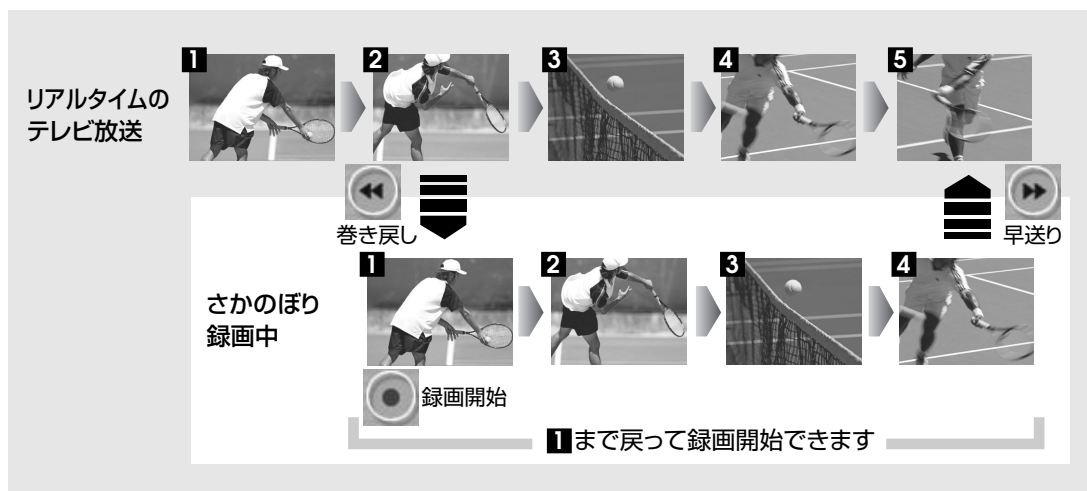 1
2
3
4
5
リアルタイムの
テレビ放送
巻き戻し
早送り
1
2
3
4
さかのぼり
録画中
録画開始
1まで戻って録画開始できます